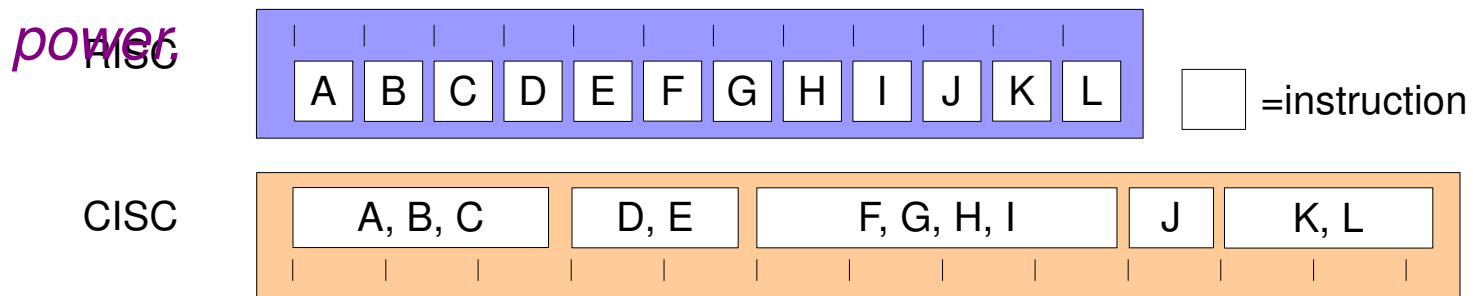 power.
RISC
A B C D E F G H I J K L
=instruction
CISC
A, B, C D, E F, G, H, I J K, L